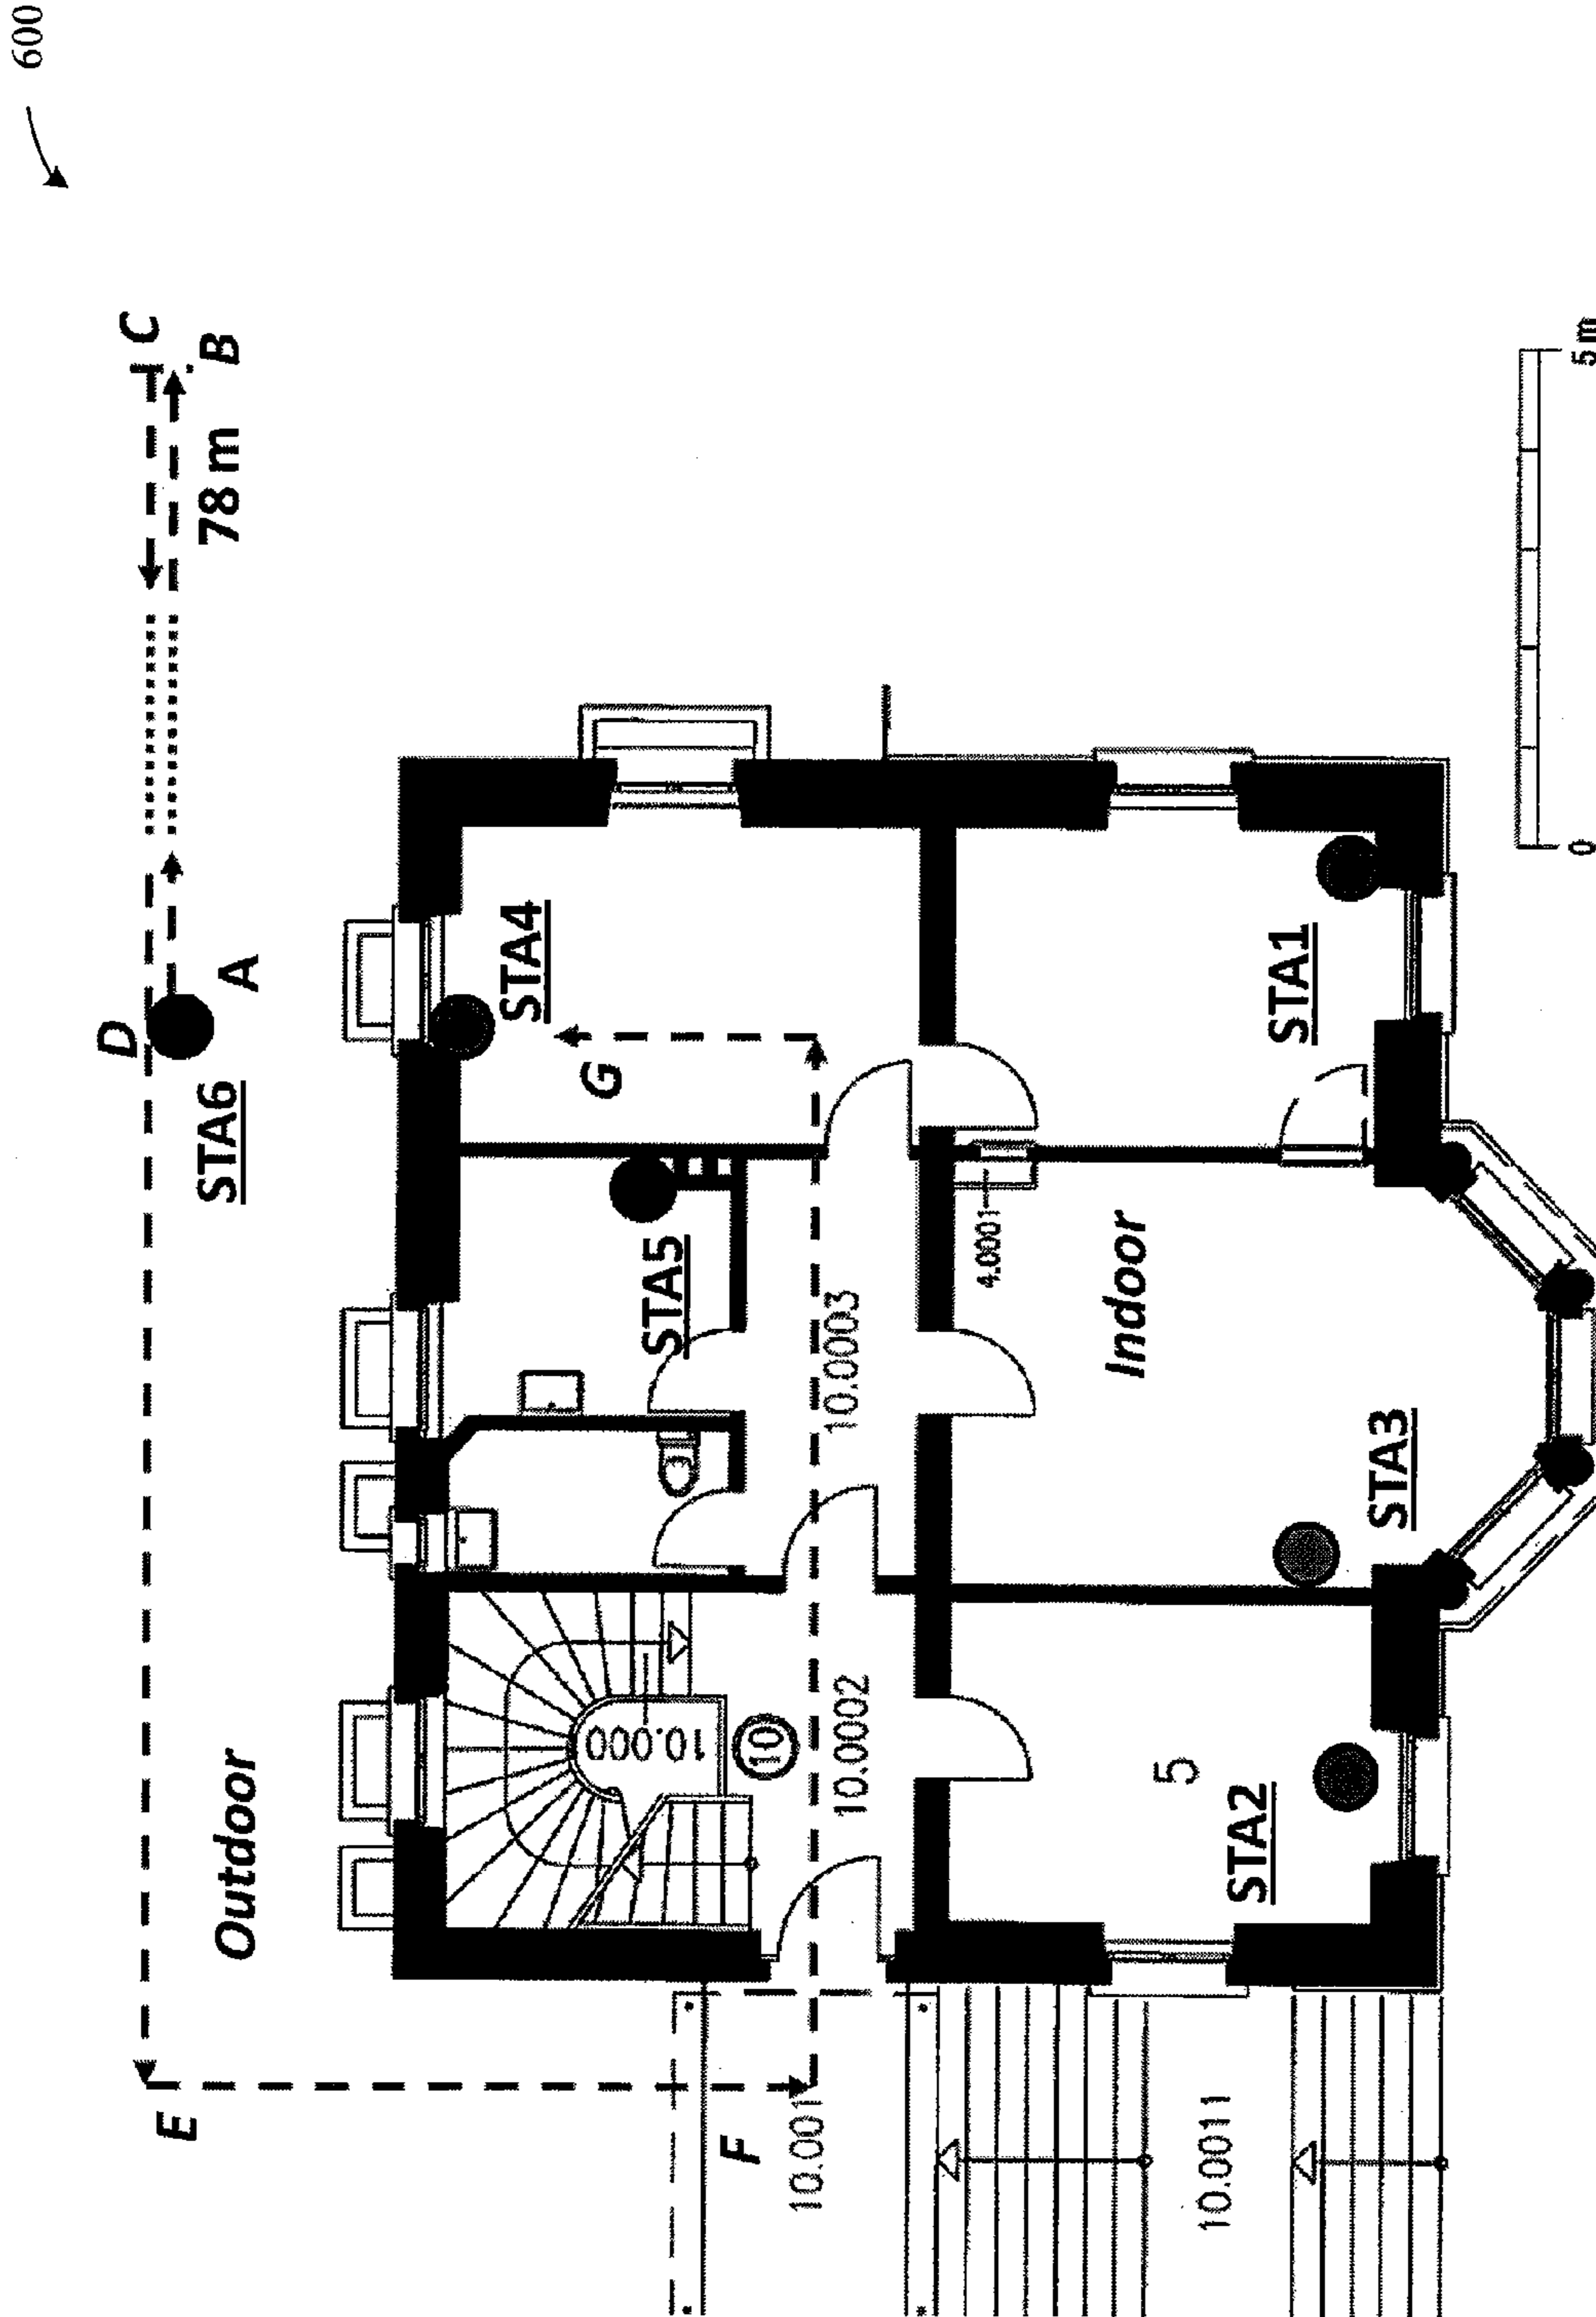 600
C
B
78 m
D
A
STA6
STA4
G
STA5
STA1
10.0003
4.0001
Indoor
STA3
Outdoor
10.000
10
10.0002
5
STA2
E
F
10.001
10.0011
0
5 m